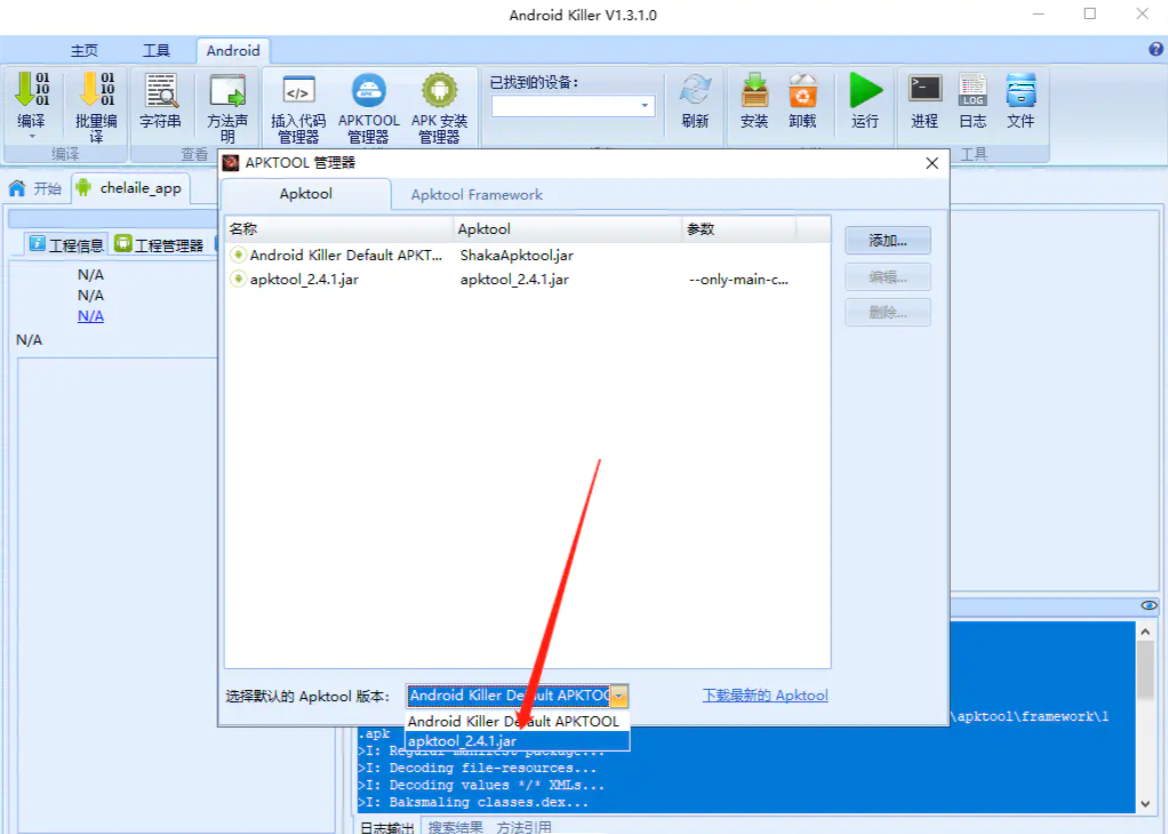 Android Killer V1.3.1.0
主页 工具 Android
编译 批量编译 字符串 方法声明 插入代码管理器 APKTOOL 管理器 APK 安装管理器 已找到的设备: 刷新 安装 卸载 运行 进程 日志 文件
LOG
编译 查看 工具
开始 chelaile_app
工程信息 工程管理器
N/A
N/A
N/A
N/A
APKTOOL 管理器
Apktool Apktool Framework
名称 Apktool 参数
Android Killer Default APKT... ShakaApktool.jar
apktool_2.4.1.jar apktool_2.4.1.jar --only-main-c...
添加...
编辑...
删除...
选择默认的 Apktool 版本: Android Killer Default APKTOO 下载最新的 Apktool
Android Killer Default APKTOOL
apktool_2.4.1.jar
\apktool\framework\1
.apk
>I: Regular manifest package...
>I: Decoding file-resources...
>I: Decoding values */* XMLs...
>I: Baksmaling classes.dex...
日志输出 搜索结果 方法引用